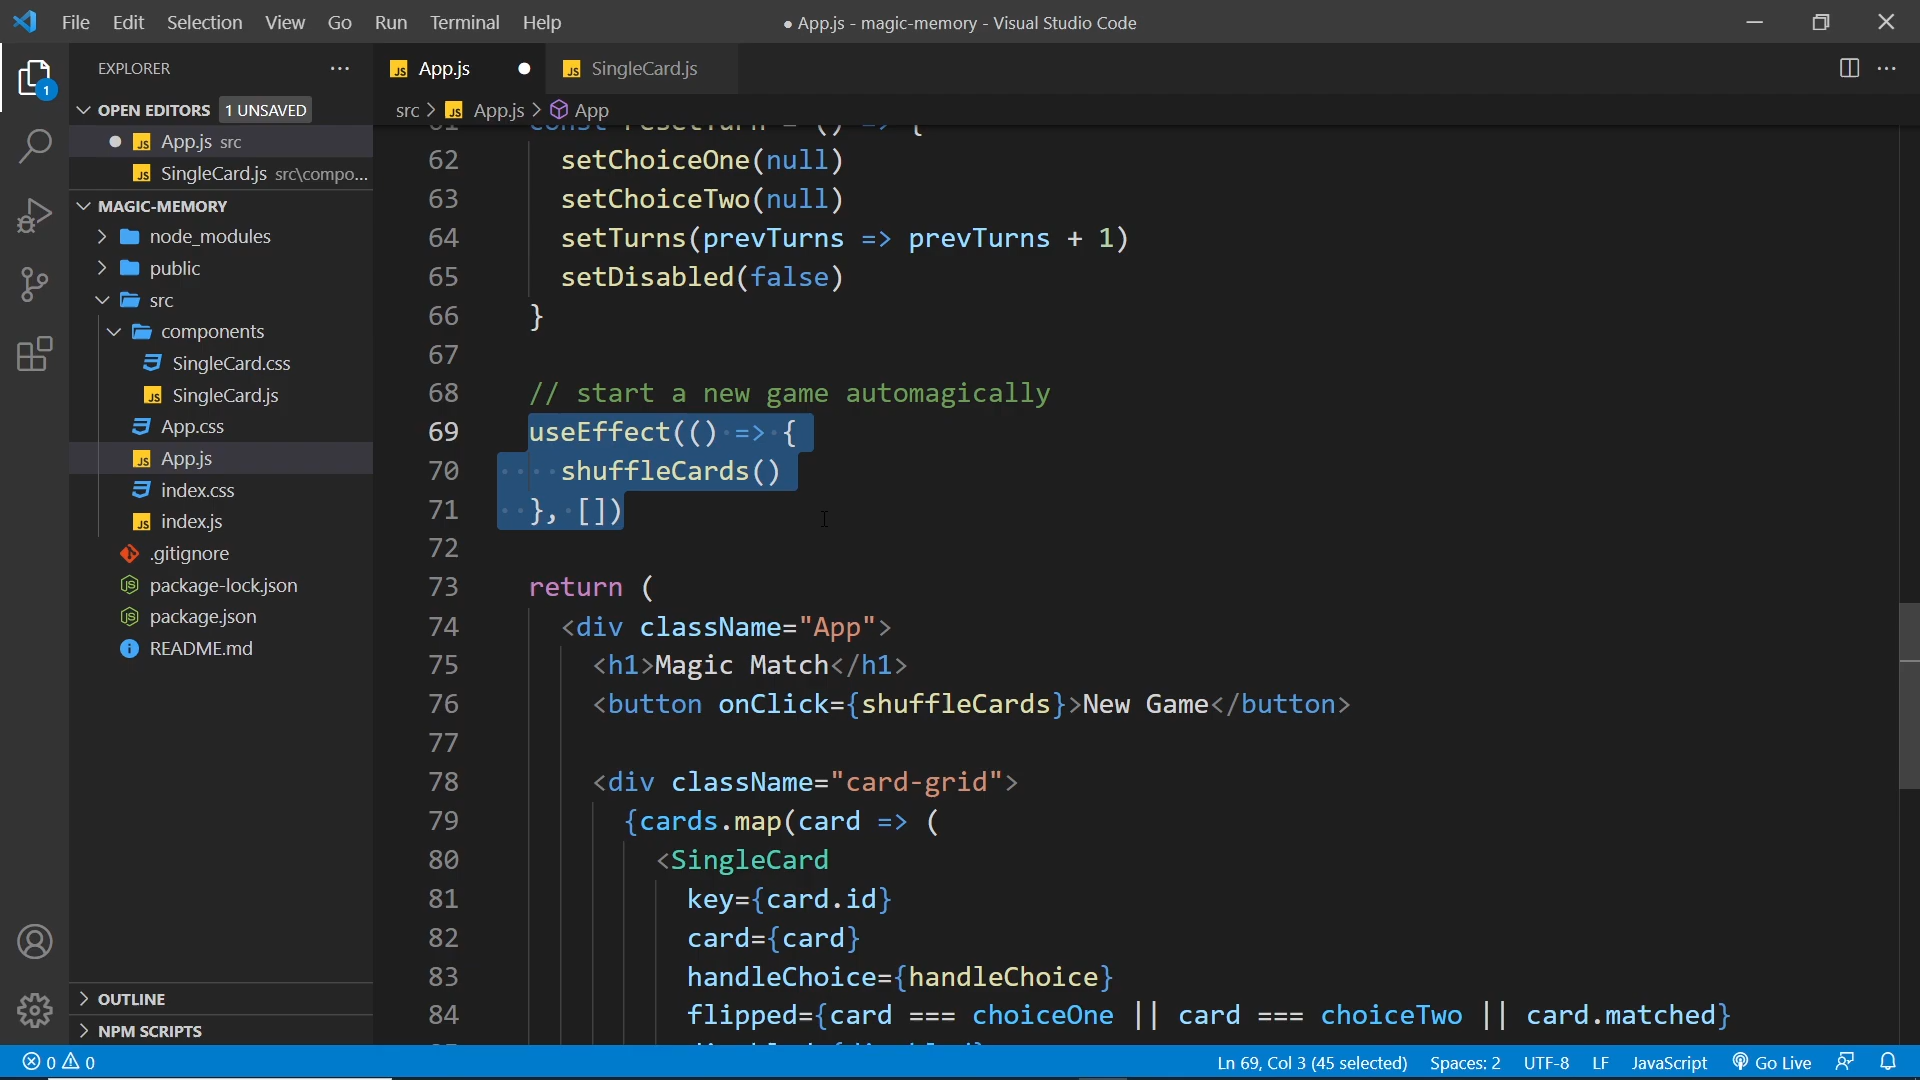 File Edit Selection View Go Run Terminal Help
● App.js - magic-memory - Visual Studio Code
EXPLORER
OPEN EDITORS 1 UNSAVED
App.js src
SingleCard.js src\compo...
MAGIC-MEMORY
node_modules
public
src
components
SingleCard.css
SingleCard.js
App.css
App.js
index.css
index.js
.gitignore
package-lock.json
package.json
README.md
OUTLINE
NPM SCRIPTS
1
App.js SingleCard.js
src > App.js > App
61 const resetTurn = () => {
62 setChoiceOne(null)
63 setChoiceTwo(null)
64 setTurns(prevTurns => prevTurns + 1)
65 setDisabled(false)
66 }
67
68 // start a new game automagically
69 useEffect(() => {
70 shuffleCards()
71 }, [])
72
73 return (
74 <div className="App">
75 <h1>Magic Match</h1>
76 <button onClick={shuffleCards}>New Game</button>
77
78 <div className="card-grid">
79 {cards.map(card => (
80 <SingleCard
81 key={card.id}
82 card={card}
83 handleChoice={handleChoice}
84 flipped={card === choiceOne || card === choiceTwo || card.matched}
0 0
Ln 69, Col 3 (45 selected) Spaces: 2 UTF-8 LF JavaScript Go Live